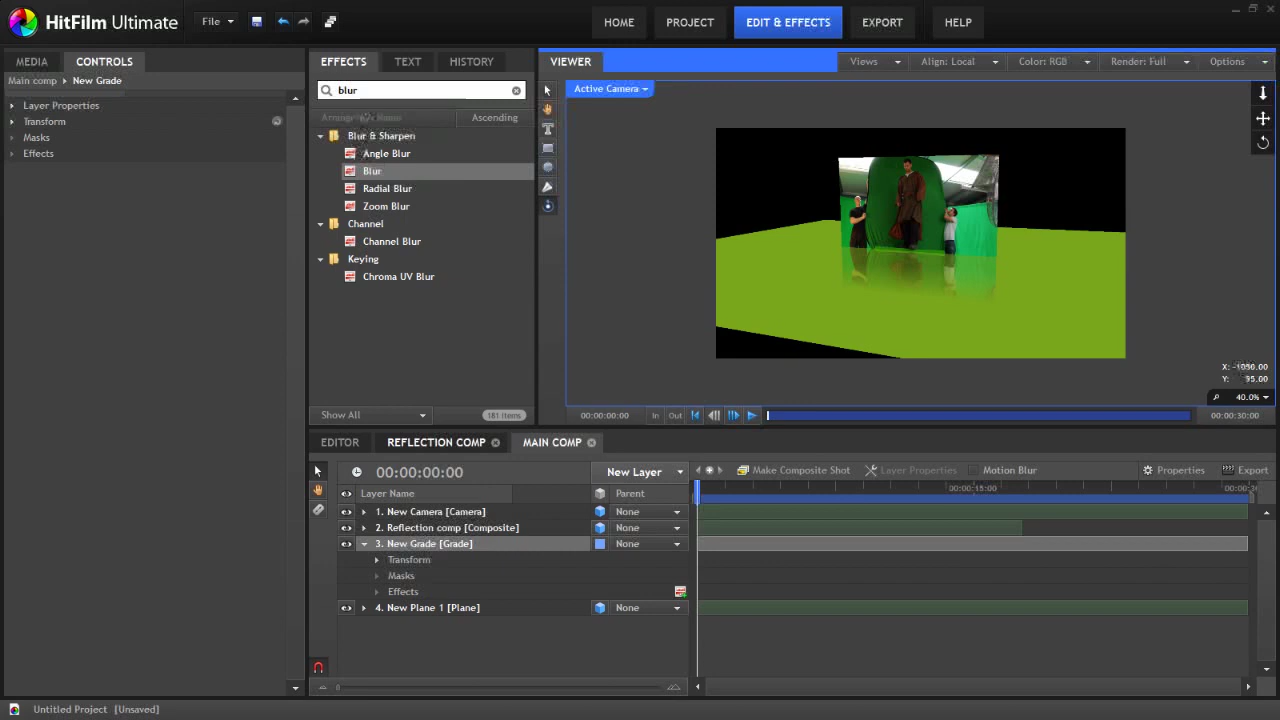 HitFilm Ultimate
File
HOME
PROJECT
EDIT & EFFECTS
EXPORT
HELP
MEDIA
CONTROLS
Main comp
New Grade
Layer Properties
Transform
Masks
Effects
EFFECTS
TEXT
HISTORY
blur
Ascending
Blur & Sharpen
Angle Blur
Blur
Radial Blur
Zoom Blur
Channel
Channel Blur
Keying
Chroma UV Blur
Show All
181 Items
VIEWER
Views
Align: Local
Color: RGB
Render: Full
Options
Active Camera
X: -1050.00
Y: 95.00
40.0%
00:00:00:00
In
Out
00:00:30:00
EDITOR
REFLECTION COMP
MAIN COMP
00:00:00:00
New Layer
Make Composite Shot
Layer Properties
Motion Blur
Properties
Export
Layer Name
Parent
00:00:15:00
1. New Camera [Camera]
None
2. Reflection comp [Composite]
None
3. New Grade [Grade]
None
Transform
Masks
Effects
4. New Plane 1 [Plane]
None
Untitled Project [Unsaved]